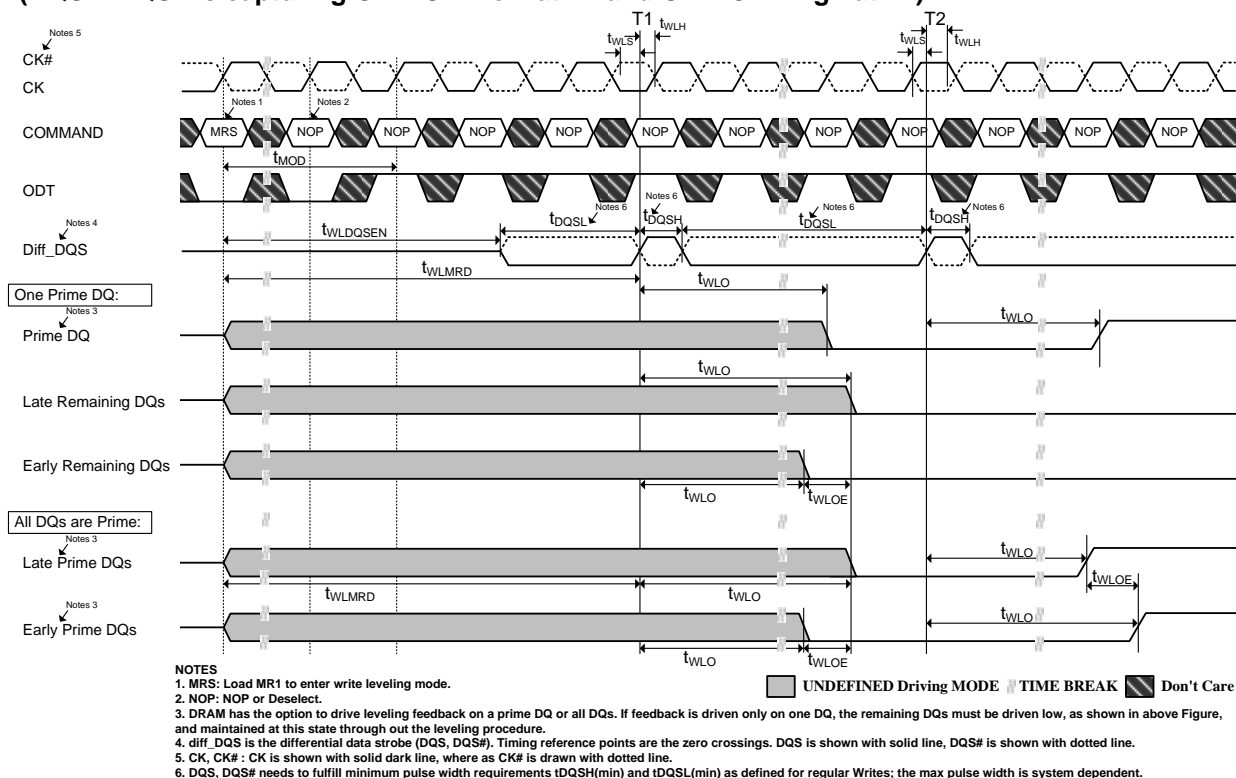 T1 T2
Notes 5
tWLS tWLH tWLS tWLH
CK#
CK
Notes 1 Notes 2
COMMAND MRS NOP NOP NOP NOP NOP NOP NOP NOP NOP NOP NOP
tMOD
ODT
Notes 4 Notes 6 Notes 6 Notes 6 Notes 6
tDQSL tDQSH tDQSL tDQSH
tWLDQSEN
Diff_DQS
tWLMRD tWLO
One Prime DQ:
Notes 3
tWLO
Prime DQ
tWLO
Late Remaining DQs
Early Remaining DQs
tWLO tWLOE
All DQs are Prime:
Notes 3
Late Prime DQs tWLO
tWLMRD tWLO tWLOE
Notes 3
Early Prime DQs tWLO
tWLO tWLOE
NOTES
1. MRS: Load MR1 to enter write leveling mode.
2. NOP: NOP or Deselect.
UNDEFINED Driving MODE TIME BREAK Don't Care
3. DRAM has the option to drive leveling feedback on a prime DQ or all DQs. If feedback is driven only on one DQ, the remaining DQs must be driven low, as shown in above Figure,
and maintained at this state through out the leveling procedure.
4. diff_DQS is the differential data strobe (DQS, DQS#). Timing reference points are the zero crossings. DQS is shown with solid line, DQS# is shown with dotted line.
5. CK, CK# : CK is shown with solid dark line, where as CK# is drawn with dotted line.
6. DQS, DQS# needs to fulfill minimum pulse width requirements tDQSH(min) and tDQSL(min) as defined for regular Writes; the max pulse width is system dependent.